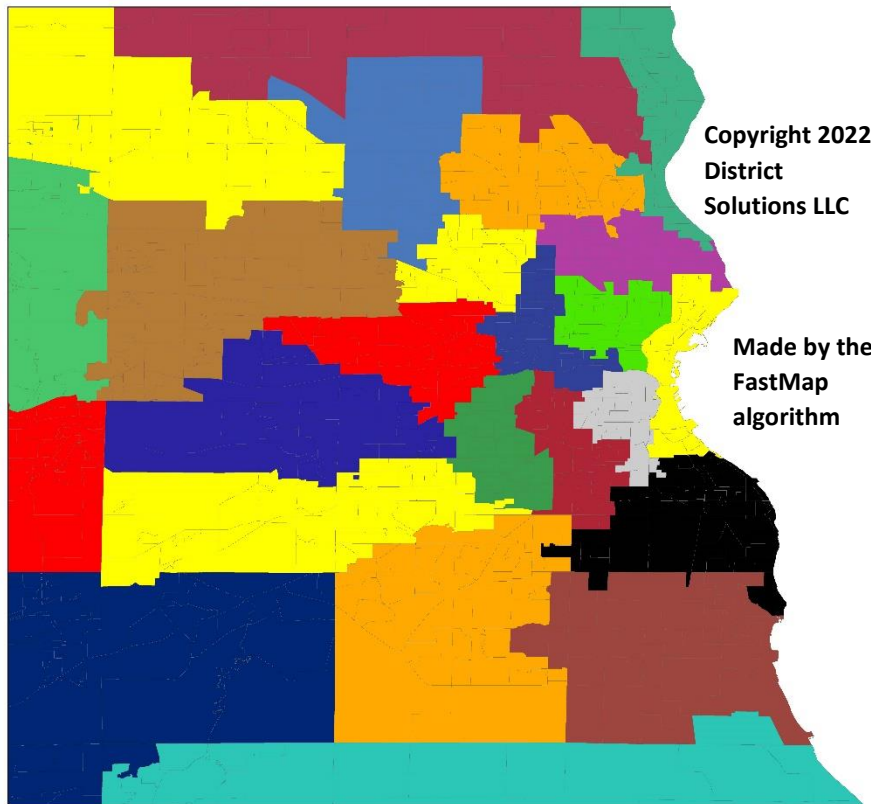 Copyright 2022
District
Solutions LLC
Made by the
FastMap
algorithm